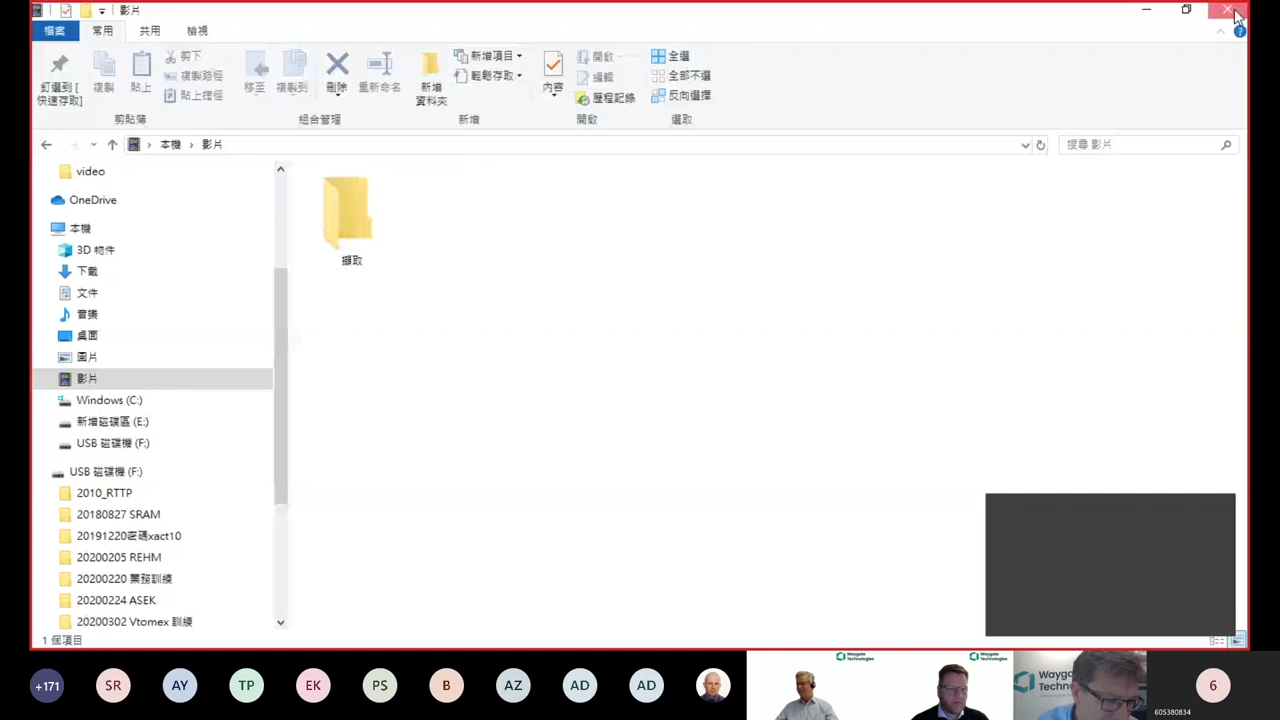 影片
檔案 常用 共用 檢視
釘選到 [
快速存取]
複製
貼上
剪下
複製路徑
貼上捷徑
剪貼簿
移至
複製到
刪除
重新命名
組合管理
新增
資料夾
新增項目
輕鬆存取
新增
內容
開啟
編輯
歷程記錄
開啟
全選
全部不選
反向選擇
選取
本機 › 影片
搜尋 影片
video
OneDrive
本機
3D 物件
下載
文件
音樂
桌面
圖片
影片
Windows (C:)
新增磁碟區 (E:)
USB 磁碟機 (F:)
USB 磁碟機 (F:)
2010_RTTP
20180827 SRAM
20191220密碼xact10
20200205 REHM
20200220 業務訓練
20200224 ASEK
20200302 Vtomex 訓練
擷取
1 個項目
+171 SR AY TP EK PS B AZ AD AD 6
Waygate
Technologies
Waygate
Technologies
605380834